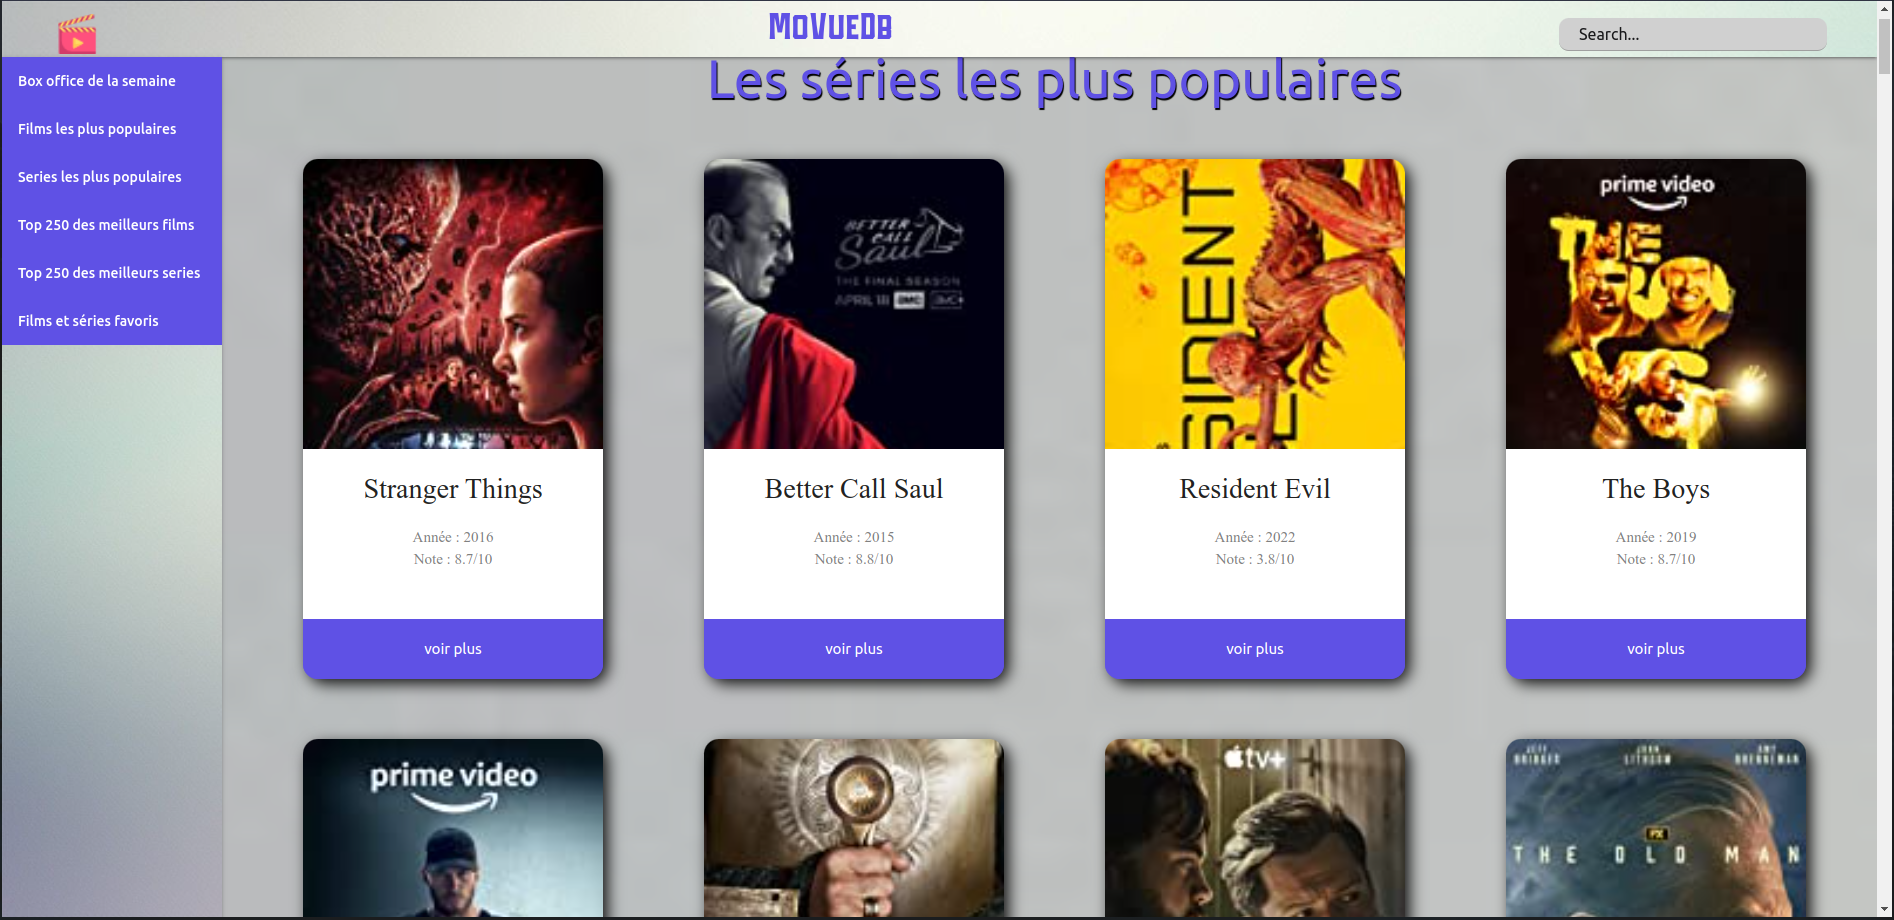 MoVueDB
Search...
Box office de la semaine
Films les plus populaires
Series les plus populaires
Top 250 des meilleurs films
Top 250 des meilleurs series
Films et séries favoris
Les séries les plus populaires
BETTER
CALL
Saul
THE FINAL SEASON
APRIL 18 AMC AMC+
SIDENT
prime video
THE
BOYS
Stranger Things
Année : 2016
Note : 8.7/10
voir plus
Better Call Saul
Année : 2015
Note : 8.8/10
voir plus
Resident Evil
Année : 2022
Note : 3.8/10
voir plus
The Boys
Année : 2019
Note : 8.7/10
voir plus
prime video
tv+
JEFF BRIDGES JOHN LITHGOW AMY BRENNEMAN
FX
THE OLD MAN